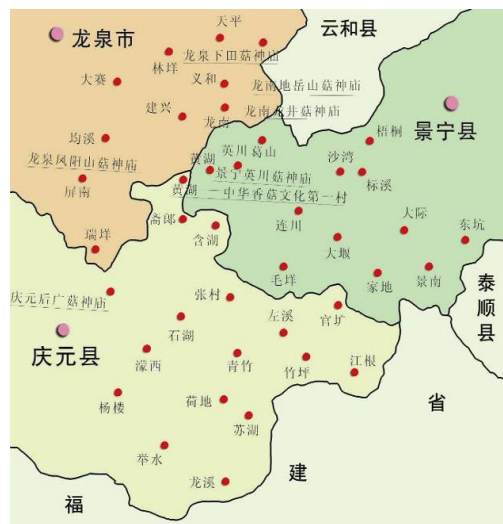 天平
云和县
龙泉市
林垟
龙泉下田菇神庙
大赛
义和
龙南地岳山菇神庙
景宁县
建兴
龙南
龙南龙井菇神庙
均溪
梧桐
英川葛山
黄湖
沙湾
龙泉凤阳山菇神庙
景宁英川菇神庙
标溪
屏南
黄湖——中华香菇文化第一村
斋郎
含湖
连川
大际
东坑
瑞垟
大堰
毛垟
家地
景南
泰顺县
庆元后广菇神庙
张村
左溪
官圹
庆元县
石湖
濛西
青竹
竹坪
江根
杨楼
荷地
省
苏湖
举水
龙溪
建
福